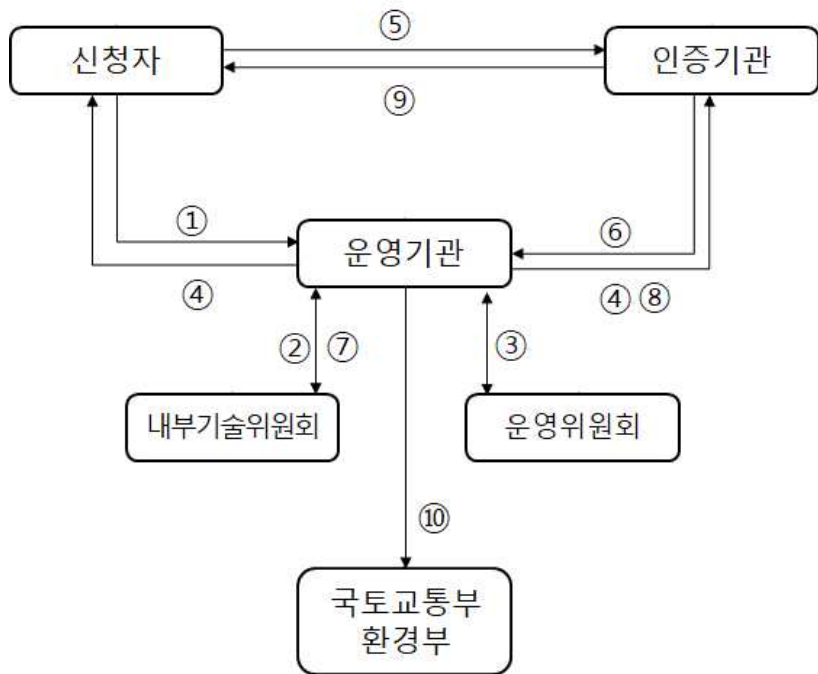 ⑤
신청자
인증기관
⑨
①
운영기관
⑥
④
④ ⑧
② ⑦
③
내부기술위원회
운영위원회
⑩
국토교통부
환경부